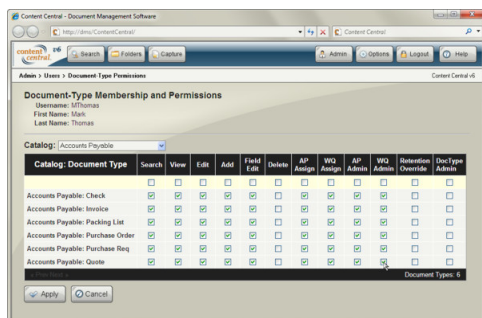 Content Central - Document Management Software
http://dms/ContentCentral/
Content Central
content central v6 Search Folders Capture Admin Options Logout Help
Admin > Users > Document-Type Permissions Content Central v6
Document-Type Membership and Permissions
Username: MThomas
First Name: Mark
Last Name: Thomas
Catalog: Accounts Payable
Catalog: Document Type Search View Edit Add Field Edit Delete AP Assign WQ Assign AP Admin WQ Admin Retention Override DocType Admin
Accounts Payable: Check
Accounts Payable: Invoice
Accounts Payable: Packing List
Accounts Payable: Purchase Order
Accounts Payable: Purchase Req
Accounts Payable: Quote
« Prev Next » Document Types: 6
Apply Cancel